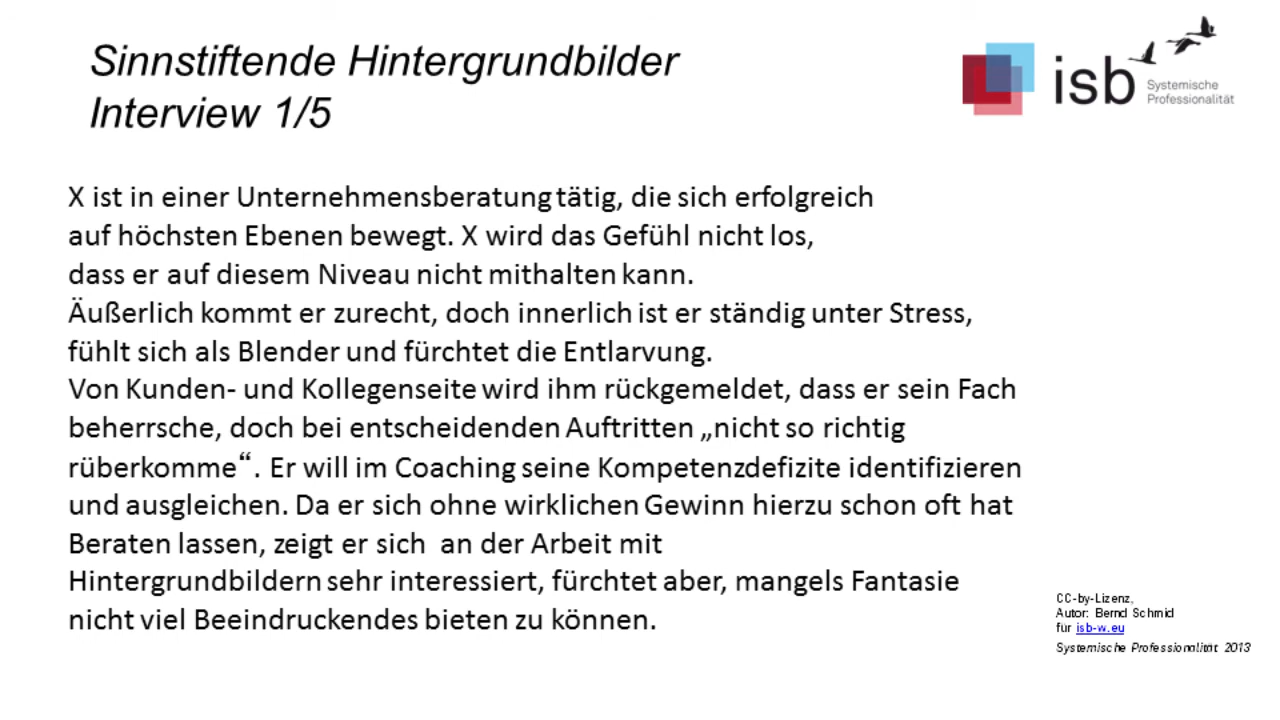 Sinnstiftende Hintergrundbilder
Interview 1/5
isb
Systemische
Professionalität
X ist in einer Unternehmensberatung tätig, die sich erfolgreich
auf höchsten Ebenen bewegt. X wird das Gefühl nicht los,
dass er auf diesem Niveau nicht mithalten kann.
Äußerlich kommt er zurecht, doch innerlich ist er ständig unter Stress,
fühlt sich als Blender und fürchtet die Entlarvung.
Von Kunden- und Kollegenseite wird ihm rückgemeldet, dass er sein Fach
beherrsche, doch bei entscheidenden Auftritten „nicht so richtig
rüberkomme“. Er will im Coaching seine Kompetenzdefizite identifizieren
und ausgleichen. Da er sich ohne wirklichen Gewinn hierzu schon oft hat
Beraten lassen, zeigt er sich  an der Arbeit mit
Hintergrundbildern sehr interessiert, fürchtet aber, mangels Fantasie
nicht viel Beeindruckendes bieten zu können.
CC-by-Lizenz,
Autor: Bernd Schmid
für isb-w.eu
Systemische Professionalität 2013